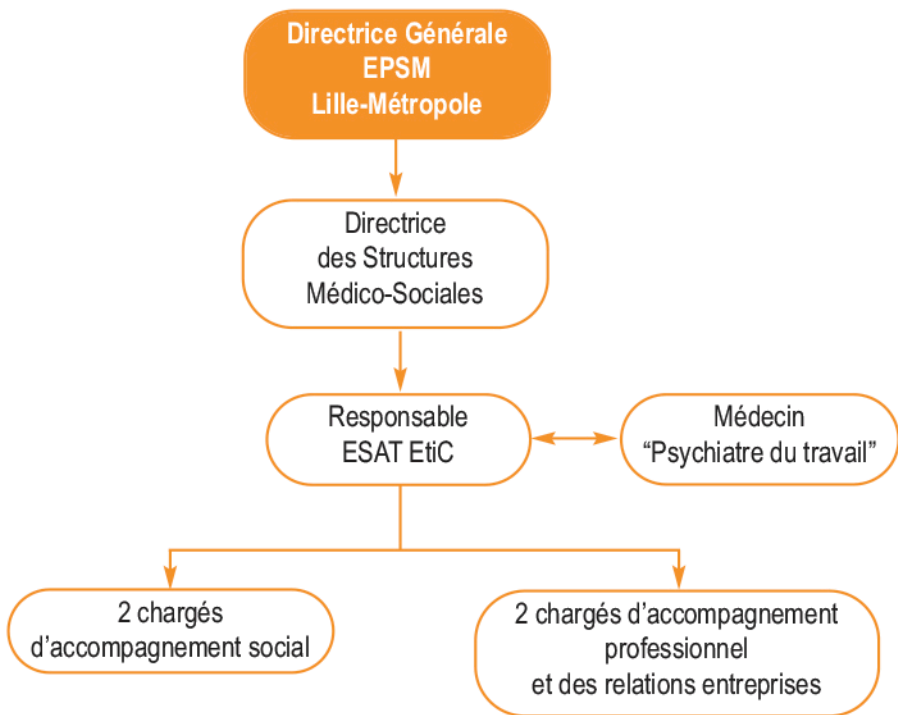 Directrice Générale
EPSM
Lille-Métropole
Directrice
des Structures
Médico-Sociales
Responsable
ESAT EtiC
Médecin
“Psychiatre du travail”
2 chargés
d’accompagnement social
2 chargés d’accompagnement
professionnel
et des relations entreprises